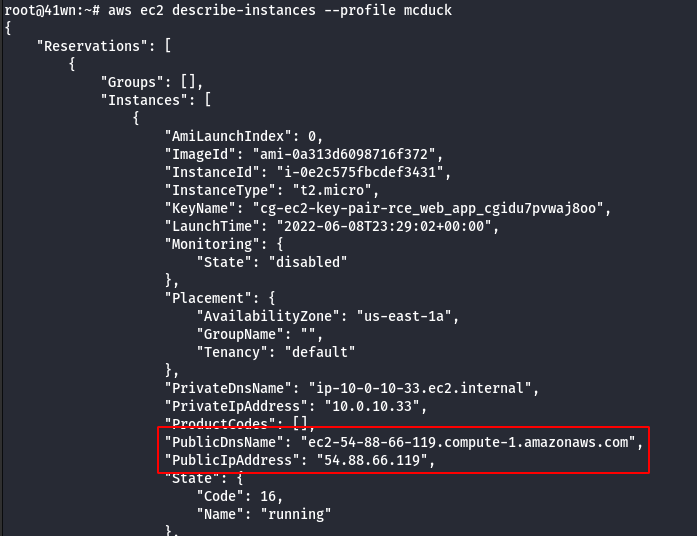 root@41wn:~# aws ec2 describe-instances --profile mcduck
{
    "Reservations": [
        {
            "Groups": [],
            "Instances": [
                {
                    "AmiLaunchIndex": 0,
                    "ImageId": "ami-0a313d6098716f372",
                    "InstanceId": "i-0e2c575fbcdef3431",
                    "InstanceType": "t2.micro",
                    "KeyName": "cg-ec2-key-pair-rce_web_app_cgidu7pvwaj8oo",
                    "LaunchTime": "2022-06-08T23:29:02+00:00",
                    "Monitoring": {
                        "State": "disabled"
                    },
                    "Placement": {
                        "AvailabilityZone": "us-east-1a",
                        "GroupName": "",
                        "Tenancy": "default"
                    },
                    "PrivateDnsName": "ip-10-0-10-33.ec2.internal",
                    "PrivateIpAddress": "10.0.10.33",
                    "ProductCodes": [],
                    "PublicDnsName": "ec2-54-88-66-119.compute-1.amazonaws.com",
                    "PublicIpAddress": "54.88.66.119",
                    "State": {
                        "Code": 16,
                        "Name": "running"
                    },